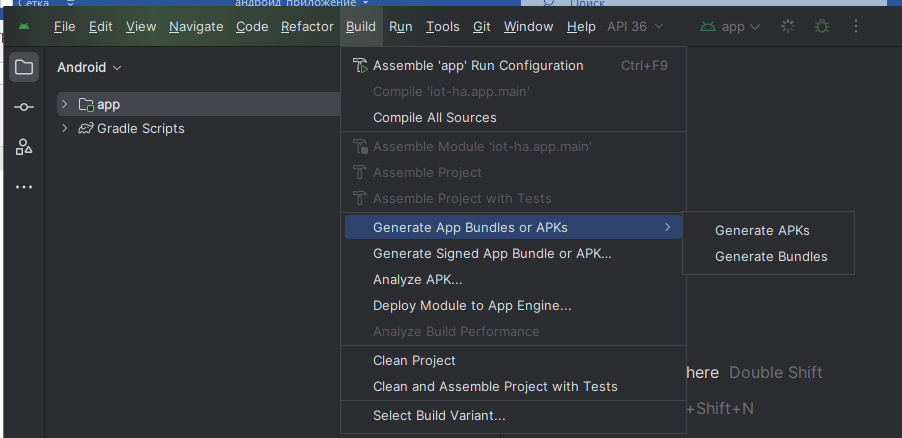 Сетка
андроид_приложение
Поиск
File Edit View Navigate Code Refactor Build Run Tools Git Window Help API 36 app
Android
app
Gradle Scripts
Assemble 'app' Run Configuration Ctrl+F9
Compile 'iot-ha.app.main'
Compile All Sources
Assemble Module 'iot-ha.app.main'
Assemble Project
Assemble Project with Tests
Generate App Bundles or APKs
Generate Signed App Bundle or APK...
Analyze APK...
Deploy Module to App Engine...
Analyze Build Performance
Clean Project
Clean and Assemble Project with Tests
Select Build Variant...
Generate APKs
Generate Bundles
here Double Shift
+Shift+N